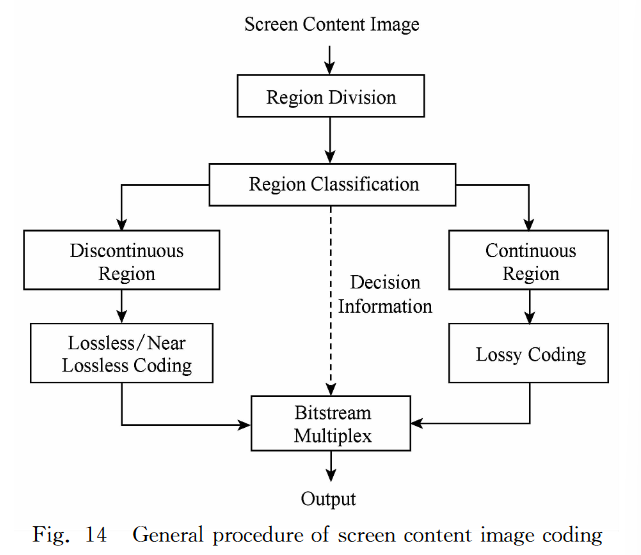 Screen Content Image
Region Division
Region Classification
Discontinuous
Region
Continuous
Region
Decision
Information
Lossless/Near
Lossless Coding
Lossy Coding
Bitstream
Multiplex
Output
Fig. 14 General procedure of screen content image coding